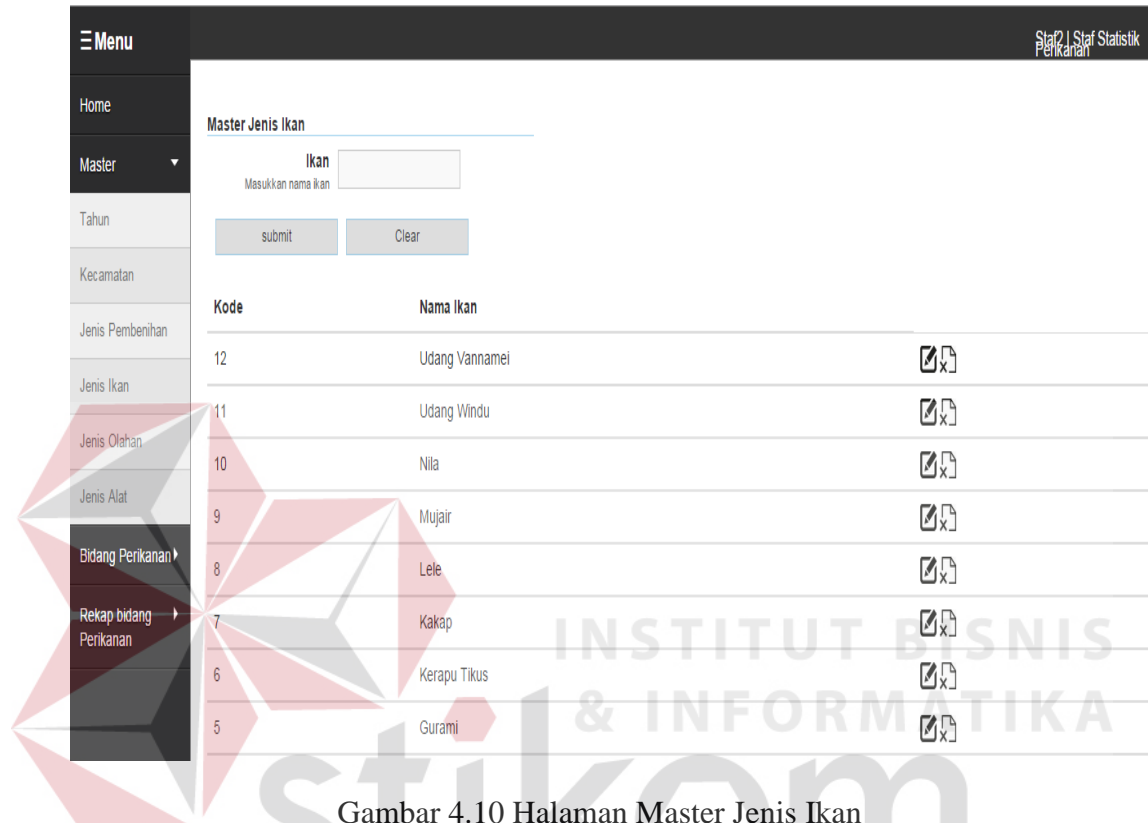 Menu
Staf2 | Staf Statistik
Perikanan
Home
Master
Tahun
Kecamatan
Jenis Pembenihan
Jenis Ikan
Jenis Olahan
Jenis Alat
Bidang Perikanan
Rekap bidang
Perikanan
Master Jenis Ikan
Ikan
Masukkan nama ikan
submit Clear
Kode Nama Ikan
12 Udang Vannamei
11 Udang Windu
10 Nila
9 Mujair
8 Lele
7 Kakap
6 Kerapu Tikus
5 Gurami
INSTITUT BISNIS
& INFORMATIKA
stikom
Gambar 4.10 Halaman Master Jenis Ikan